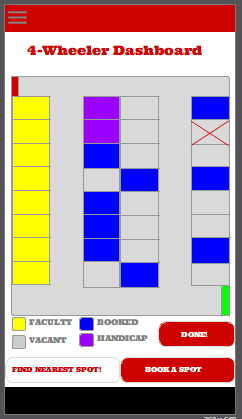 4-Wheeler Dashboard
FACULTY BOOKED
VACANT HANDICAP
DONE!
FIND NEAREST SPOT! BOOK A SPOT